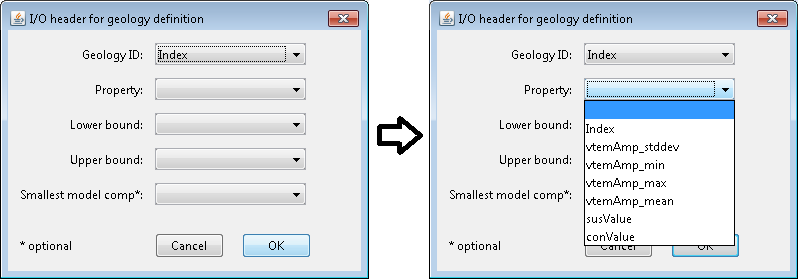 I/O header for geology definition
Geology ID: Index
Property:
Lower bound:
Upper bound:
Smallest model comp*:
* optional Cancel OK
I/O header for geology definition
Geology ID: Index
Property:
Lower bound:
Upper bound:
Smallest model comp*:
Index
vtemAmp_stddev
vtemAmp_min
vtemAmp_max
vtemAmp_mean
susValue
conValue
* optional Cancel OK